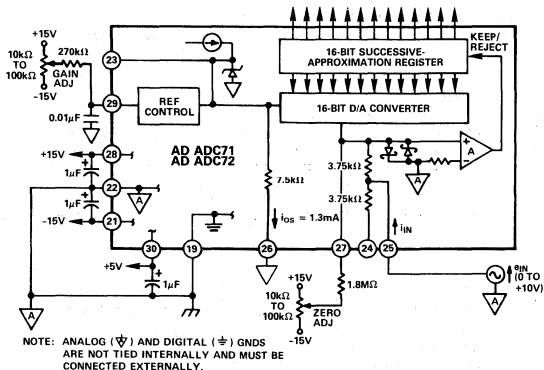 +15V
10kΩ
TO
100kΩ
270kΩ
GAIN
ADJ
-15V
0.01μF
23
29
REF
CONTROL
16-BIT SUCCESSIVE-
APPROXIMATION REGISTER
KEEP/
REJECT
16-BIT D/A CONVERTER
AD ADC71
AD ADC72
+15V
28
1μF
22
A
1μF
-15V
21
7.5kΩ
iOS = 1.3mA
3.75kΩ
3.75kΩ
+
A
−
A
iIN
30
19
26
27
24
25
+5V
+
1μF
A
+15V
10kΩ
TO
100kΩ
ZERO
ADJ
-15V
1.8MΩ
eIN
(0 TO
+10V)
A
NOTE: ANALOG (A) AND DIGITAL (⏚) GNDS
ARE NOT TIED INTERNALLY AND MUST BE
CONNECTED EXTERNALLY.